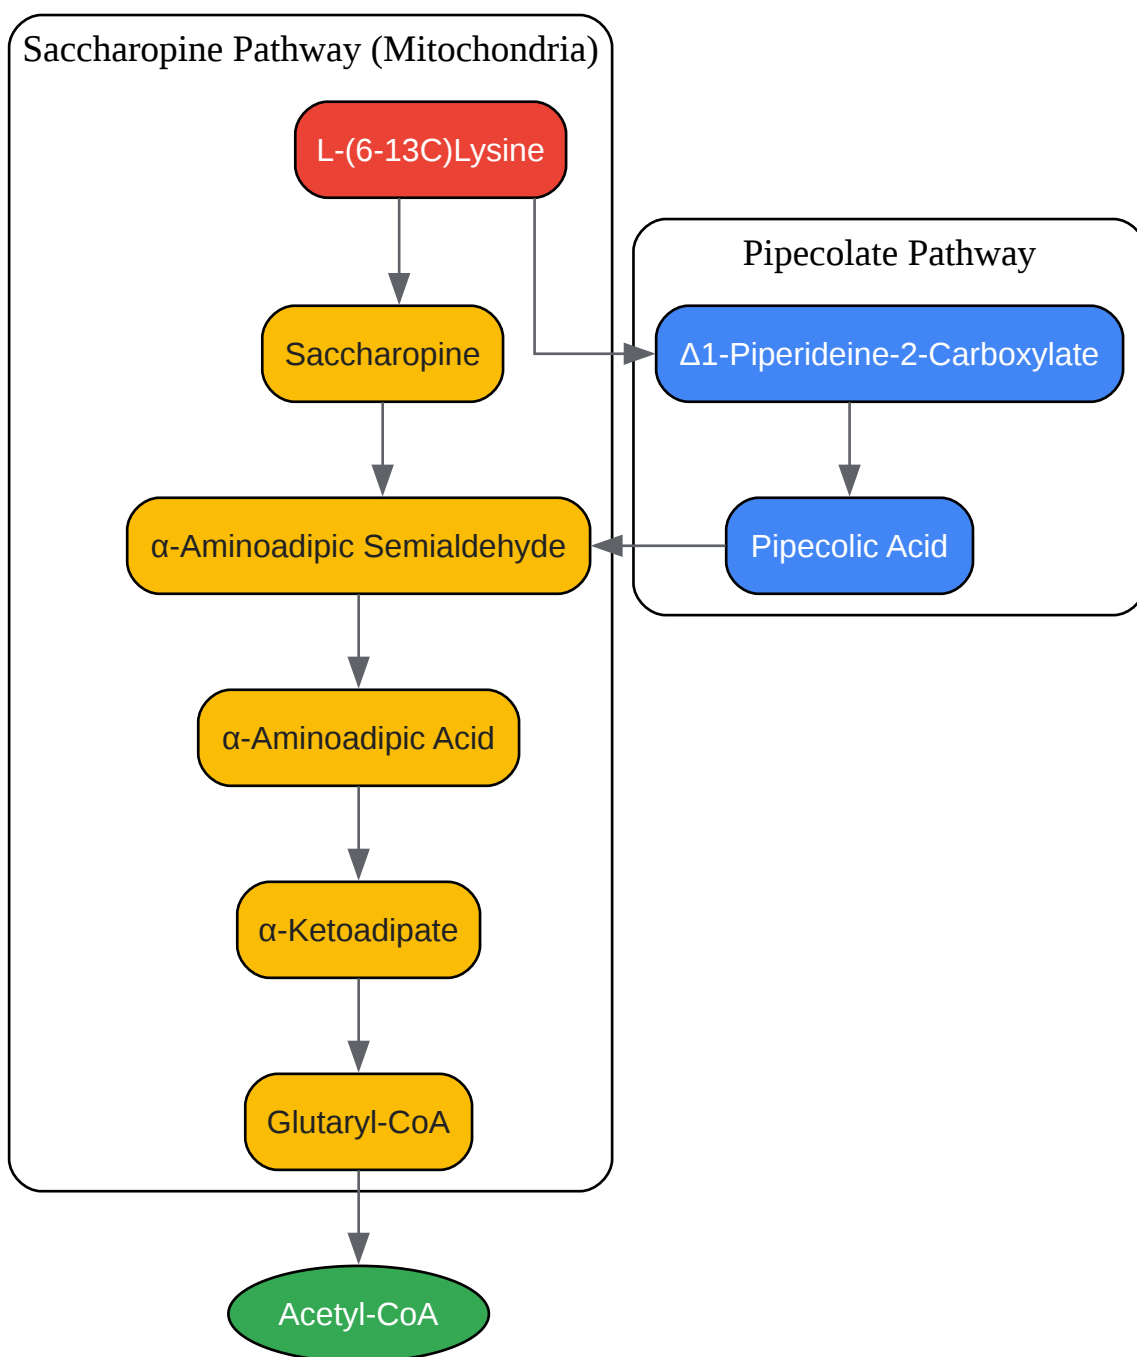 Saccharopine Pathway (Mitochondria)
L-(6-13C)Lysine
Pipecolate Pathway
Saccharopine
Δ1-Piperideine-2-Carboxylate
α-Aminoadipic Semialdehyde
Pipecolic Acid
α-Aminoadipic Acid
α-Ketoadipate
Glutaryl-CoA
Acetyl-CoA